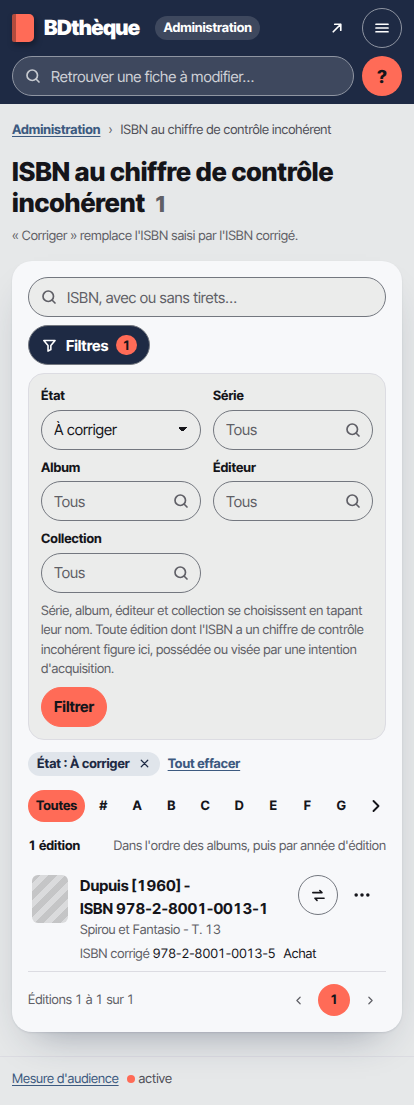 BDthèque Administration
Retrouver une fiche à modifier...
?
Administration › ISBN au chiffre de contrôle incohérent
ISBN au chiffre de contrôle
incohérent 1
« Corriger » remplace l'ISBN saisi par l'ISBN corrigé.
ISBN, avec ou sans tirets...
Filtres 1
État Série
À corriger Tous
Album Éditeur
Tous Tous
Collection
Tous
Série, album, éditeur et collection se choisissent en tapant
leur nom. Toute édition dont l'ISBN a un chiffre de contrôle
incohérent figure ici, possédée ou visée par une intention
d'acquisition.
Filtrer
État : À corriger × Tout effacer
Toutes # A B C D E F G
1 édition Dans l'ordre des albums, puis par année d'édition
Dupuis [1960] -
ISBN 978-2-8001-0013-1
Spirou et Fantasio - T. 13
ISBN corrigé 978-2-8001-0013-5 Achat
Éditions 1 à 1 sur 1 ‹ 1 ›
Mesure d'audience active